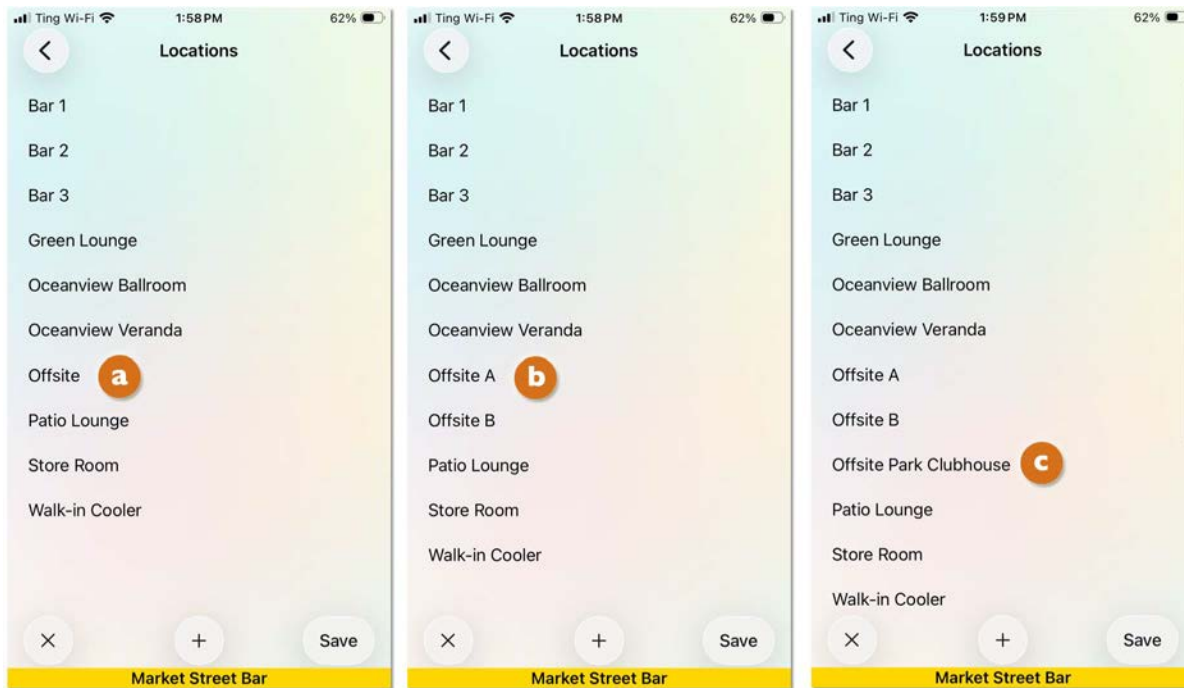 Ting Wi-Fi 1:58 PM 62%
Locations
Bar 1
Bar 2
Bar 3
Green Lounge
Oceanview Ballroom
Oceanview Veranda
Offsite a
Patio Lounge
Store Room
Walk-in Cooler
× + Save
Market Street Bar
Ting Wi-Fi 1:58 PM 62%
Locations
Bar 1
Bar 2
Bar 3
Green Lounge
Oceanview Ballroom
Oceanview Veranda
Offsite A b
Offsite B
Patio Lounge
Store Room
Walk-in Cooler
× + Save
Market Street Bar
Ting Wi-Fi 1:59 PM 62%
Locations
Bar 1
Bar 2
Bar 3
Green Lounge
Oceanview Ballroom
Oceanview Veranda
Offsite A
Offsite B
Offsite Park Clubhouse c
Patio Lounge
Store Room
Walk-in Cooler
× + Save
Market Street Bar